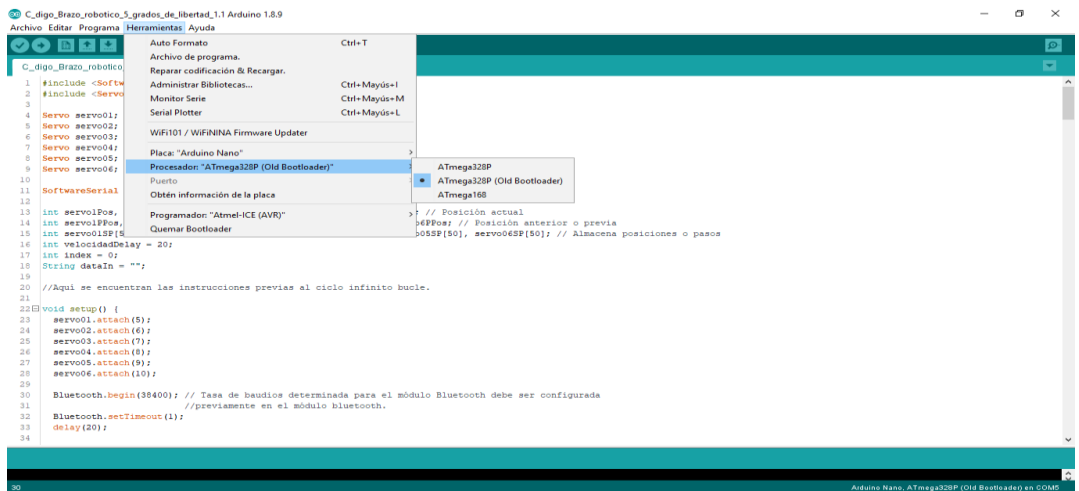 C_digo_Brazo_robotico_5_grados_de_libertad_1.1 Arduino 1.8.9
Archivo Editar Programa Herramientas Ayuda
C_digo_Brazo_robotico
Auto Formato Ctrl+T
Archivo de programa.
Reparar codificación & Recargar.
Administrar Bibliotecas... Ctrl+Mayús+I
Monitor Serie Ctrl+Mayús+M
Serial Plotter Ctrl+Mayús+L
WiFi101 / WiFiNINA Firmware Updater
Placa: "Arduino Nano"
Procesador: "ATmega328P (Old Bootloader)"
Puerto
Obtén información de la placa
Programador: "Atmel-ICE (AVR)"
Quemar Bootloader
ATmega328P
ATmega328P (Old Bootloader)
ATmega168
1 #include <Softw
2 #include <Servo
3
4 Servo servo01;
5 Servo servo02;
6 Servo servo03;
7 Servo servo04;
8 Servo servo05;
9 Servo servo06;
10
11 SoftwareSerial
12
13 int servo1Pos, ; // Posición actual
14 int servo1PPos, o6PPos; // Posición anterior o previa
15 int servo01SP[5 o05SP[50], servo06SP[50]; // Almacena posiciones o pasos
16 int velocidadDelay = 20;
17 int index = 0;
18 String dataIn = "";
19
20 //Aquí se encuentran las instrucciones previas al ciclo infinito bucle.
21
22 void setup() {
23 servo01.attach(5);
24 servo02.attach(6);
25 servo03.attach(7);
26 servo04.attach(8);
27 servo05.attach(9);
28 servo06.attach(10);
29
30 Bluetooth.begin(38400); // Tasa de baudios determinada para el módulo Bluetooth debe ser configurada
31 //previamente en el módulo bluetooth.
32 Bluetooth.setTimeout(1);
33 delay(20);
34
30 Arduino Nano, ATmega328P (Old Bootloader) en COM5